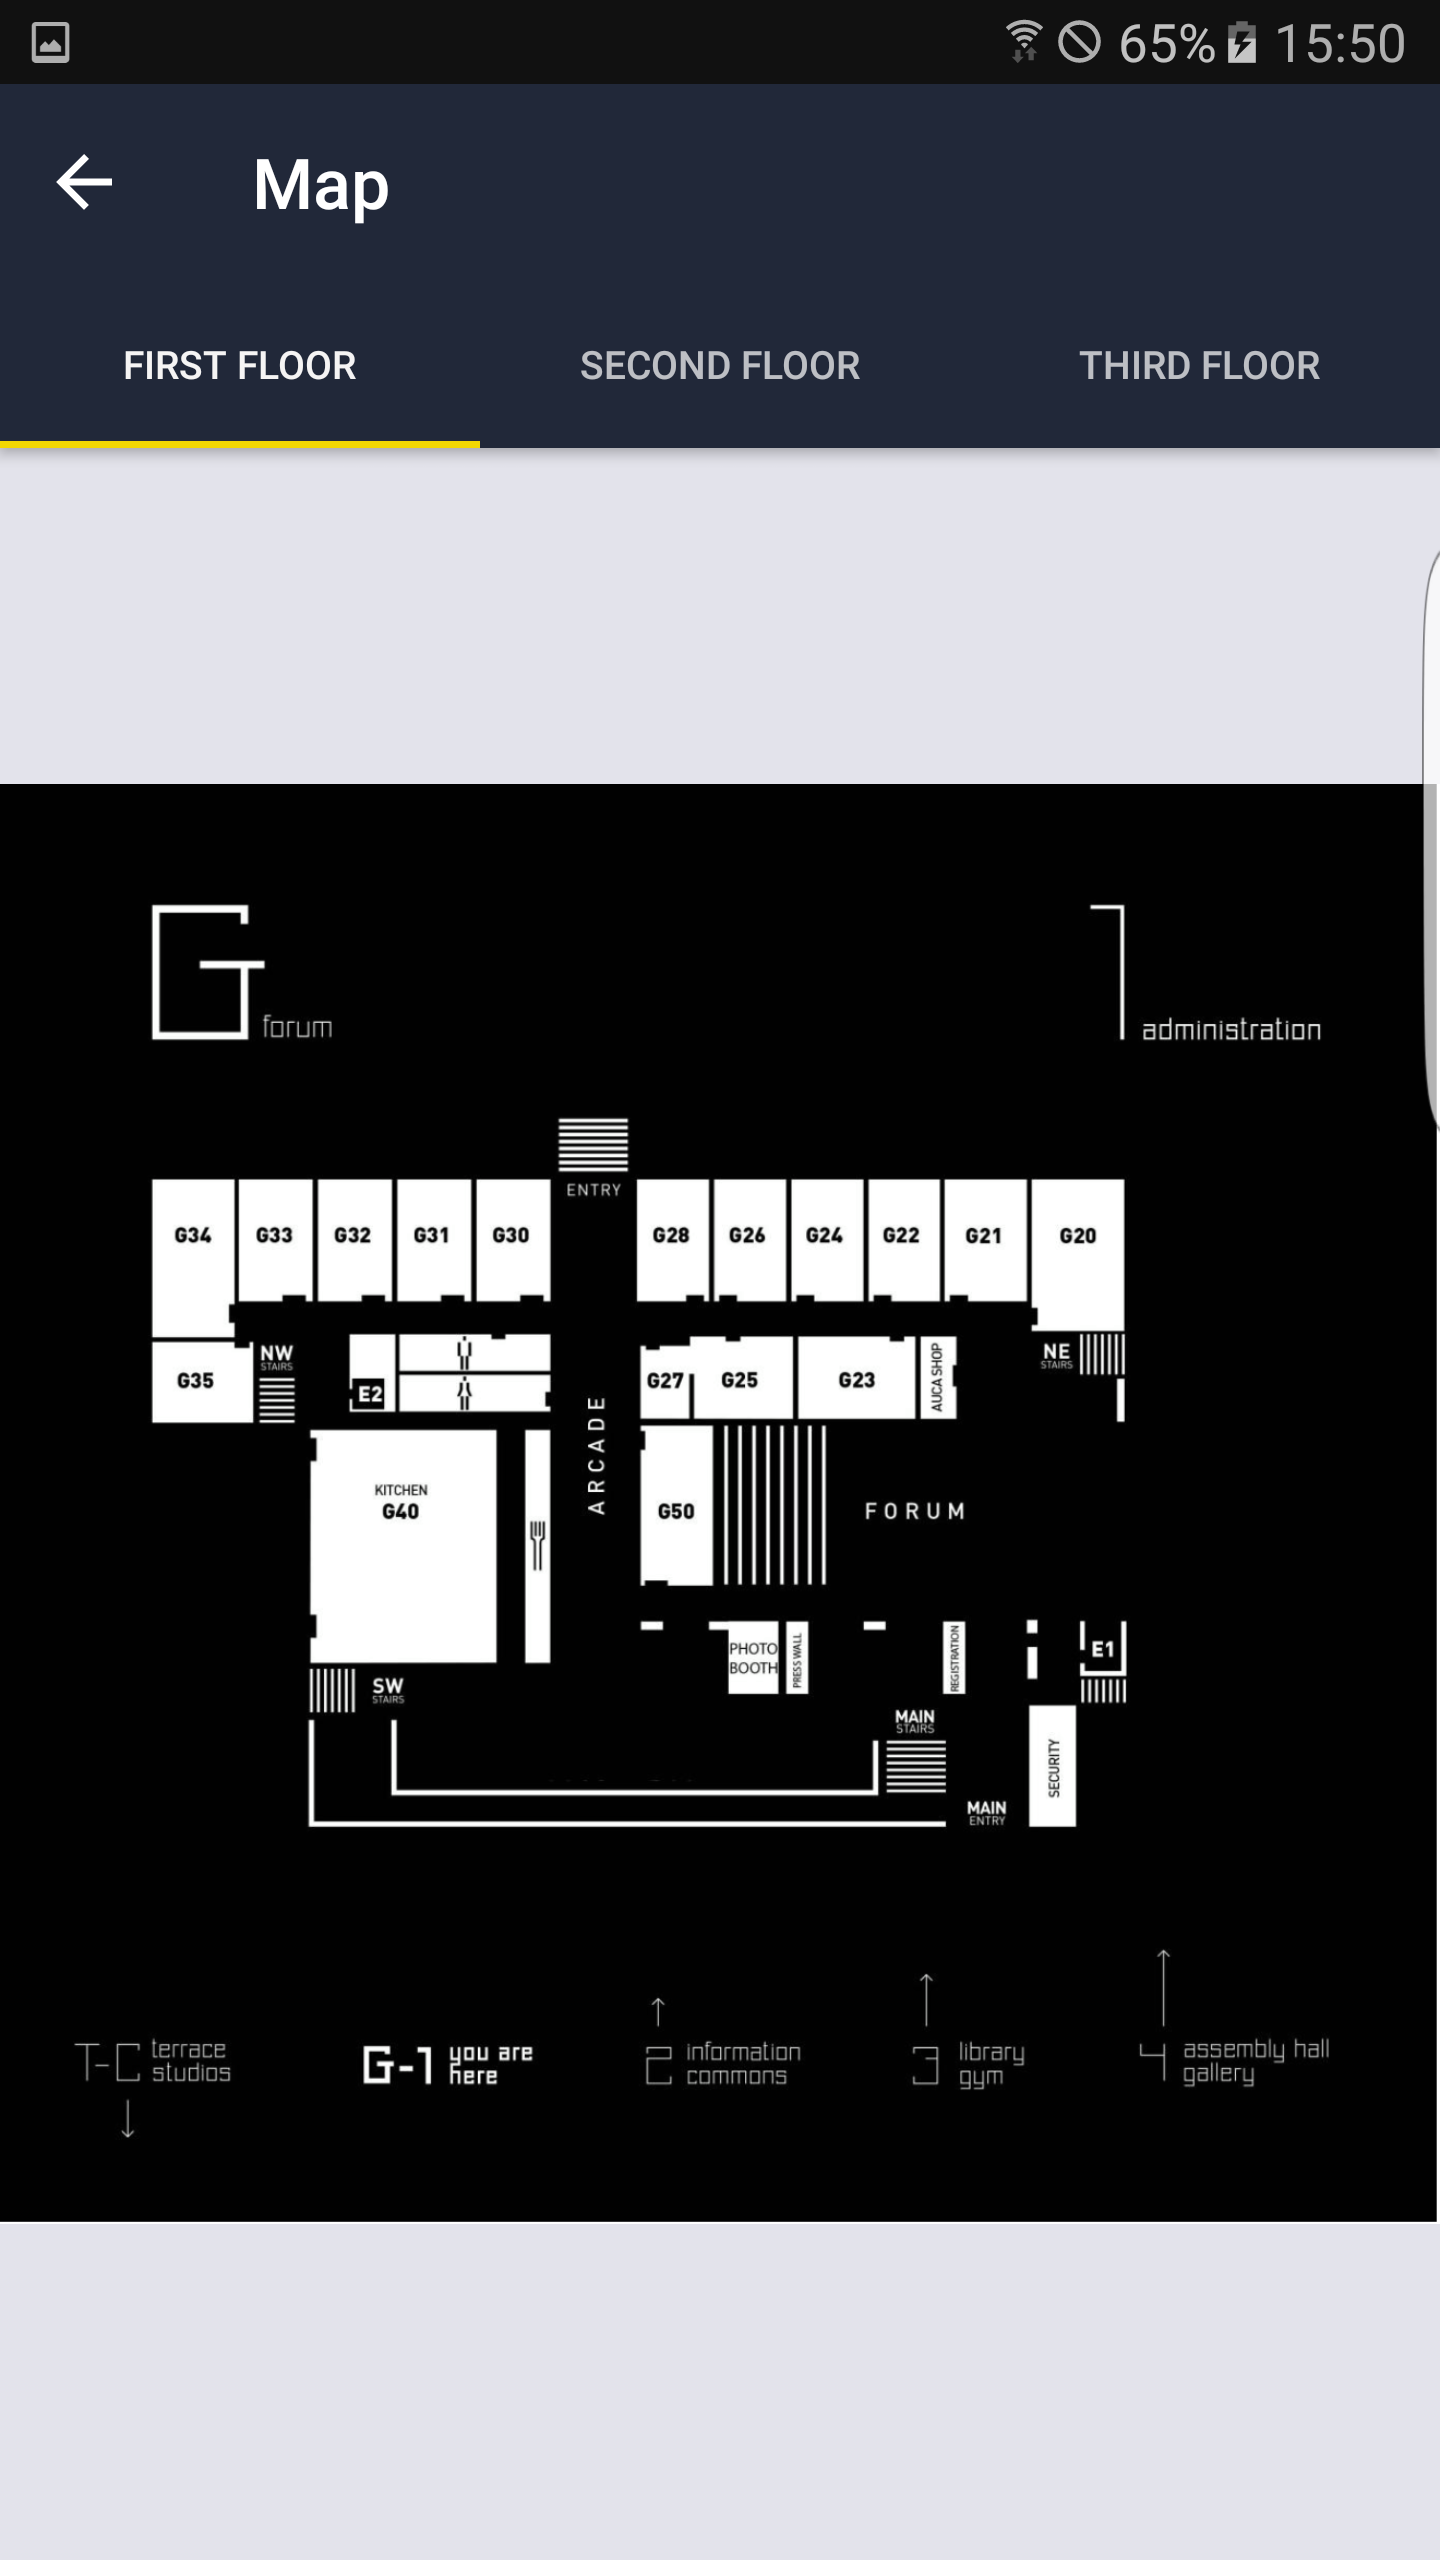 65% 15:50
Map
FIRST FLOOR
SECOND FLOOR
THIRD FLOOR
G forum
1 administration
ENTRY
G34
G33
G32
G31
G30
G28
G26
G24
G22
G21
G20
NW
STAIRS
NE
STAIRS
G35
E2
G27
G25
G23
AUCA SHOP
ARCADE
KITCHEN
G40
G50
FORUM
PHOTO
BOOTH
PRESS WALL
REGISTRATION
E1
SW
STAIRS
MAIN
STAIRS
SECURITY
MAIN
ENTRY
T-C terrace
studios
G-1 you are
here
2 information
commons
3 library
gym
4 assembly hall
gallery